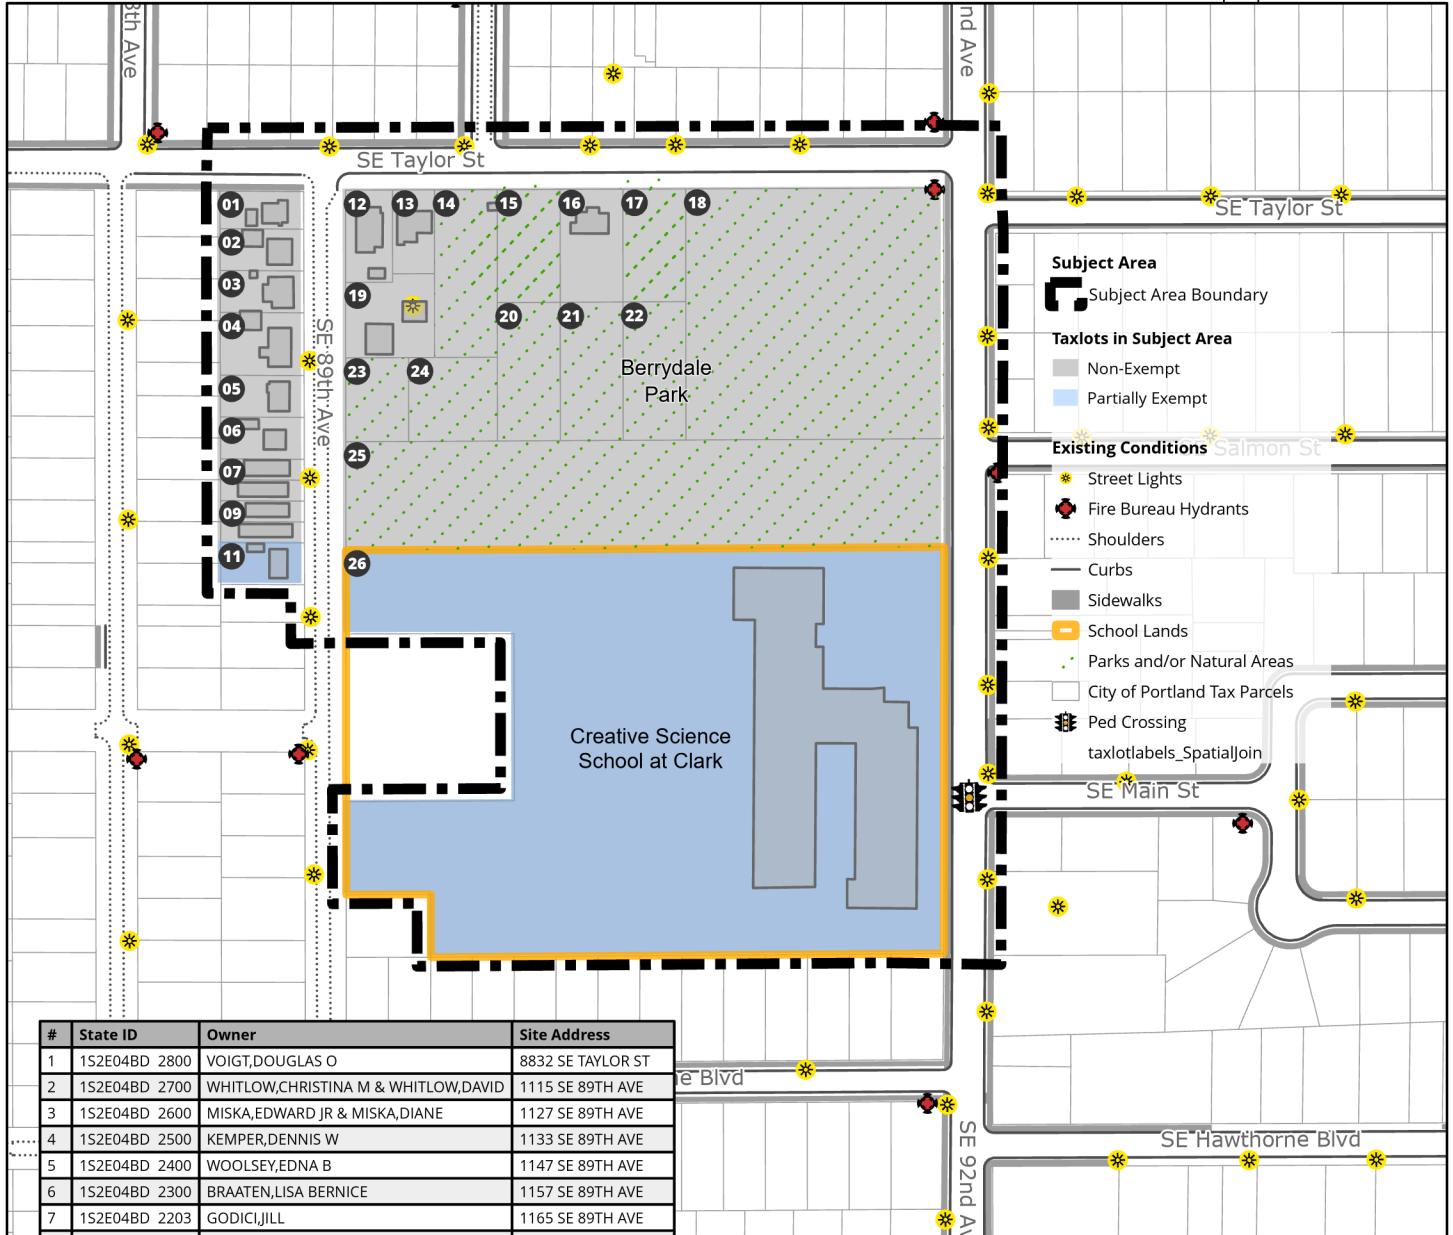 8th Ave
nd Ave
SE Taylor St
SE Taylor St
01
02
03
04
05
06
07
09
11
12
13
14
15
16
17
18
19
20
21
22
23
24
25
26
SE 89th Ave
Berrydale
Park
Creative Science
School at Clark
Subject Area
Subject Area Boundary
Taxlots in Subject Area
Non-Exempt
Partially Exempt
Salmon St
Existing Conditions
Street Lights
Fire Bureau Hydrants
Shoulders
Curbs
Sidewalks
School Lands
Parks and/or Natural Areas
City of Portland Tax Parcels
Ped Crossing
taxlotlabels_SpatialJoin
SE Main St
ne Blvd
SE Hawthorne Blvd
SE 92nd Av
# State ID Owner Site Address
1 1S2E04BD 2800 VOIGT,DOUGLAS O 8832 SE TAYLOR ST
2 1S2E04BD 2700 WHITLOW,CHRISTINA M & WHITLOW,DAVID 1115 SE 89TH AVE
3 1S2E04BD 2600 MISKA,EDWARD JR & MISKA,DIANE 1127 SE 89TH AVE
4 1S2E04BD 2500 KEMPER,DENNIS W 1133 SE 89TH AVE
5 1S2E04BD 2400 WOOLSEY,EDNA B 1147 SE 89TH AVE
6 1S2E04BD 2300 BRAATEN,LISA BERNICE 1157 SE 89TH AVE
7 1S2E04BD 2203 GODICI,JILL 1165 SE 89TH AVE